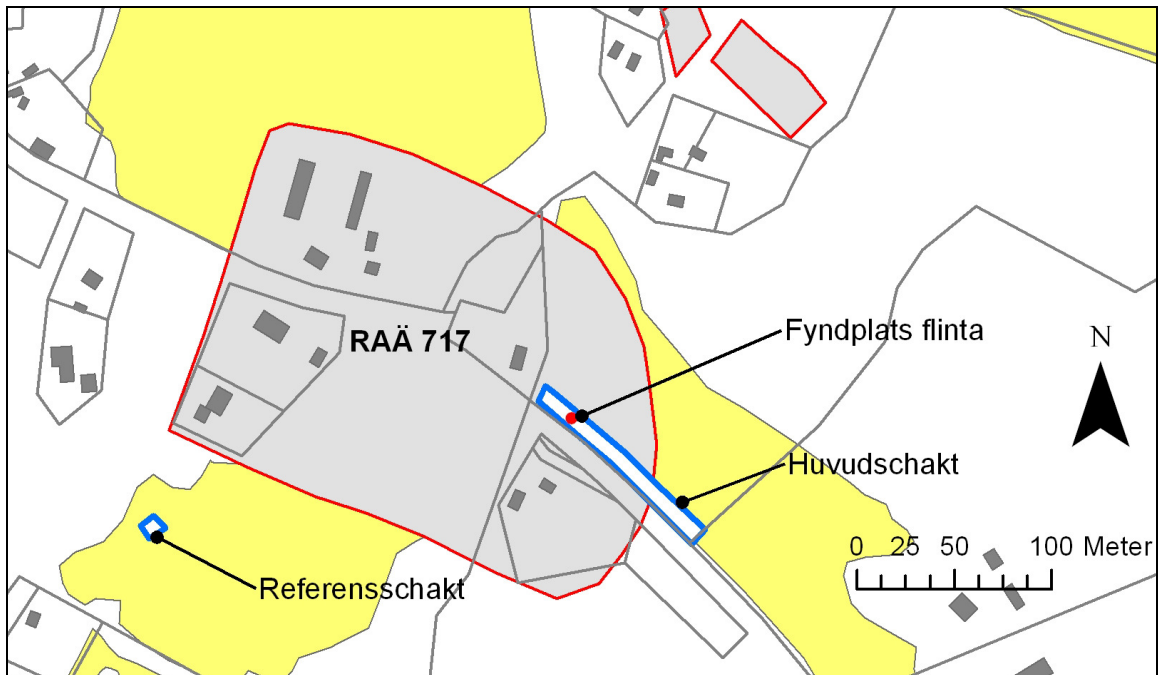 Fyndplats flinta
RAÄ 717
N
Huvudschakt
0 25 50 100 Meter
Referensschakt